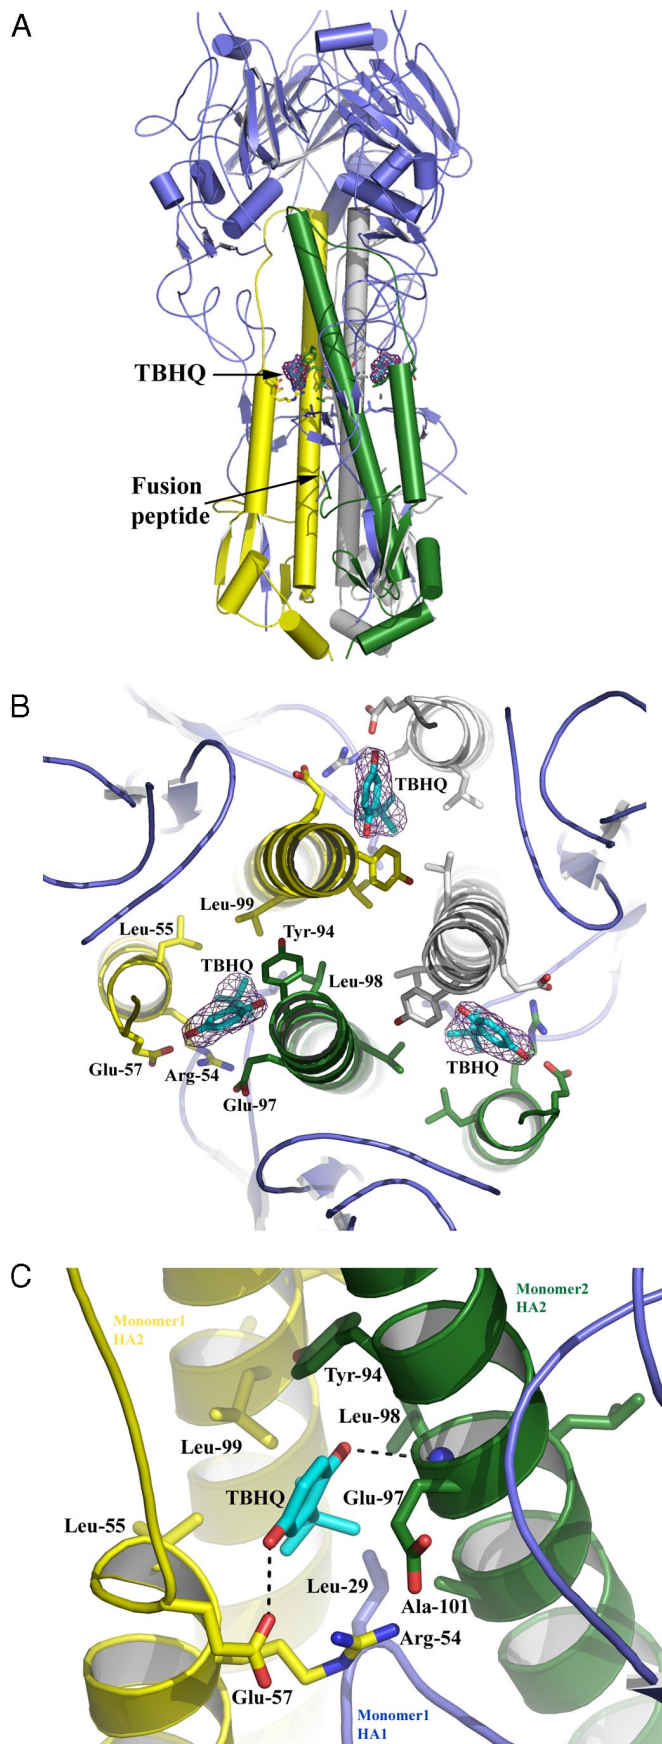 A
TBHQ
Fusion
peptide
B
TBHQ
Leu-99
Leu-55
Tyr-94
TBHQ
Leu-98
Glu-57
Arg-54
TBHQ
Glu-97
C
Monomer1
HA2
Monomer2
HA2
Tyr-94
Leu-98
Leu-99
TBHQ
Glu-97
Leu-55
Leu-29
Ala-101
Arg-54
Glu-57
Monomer1
HA1